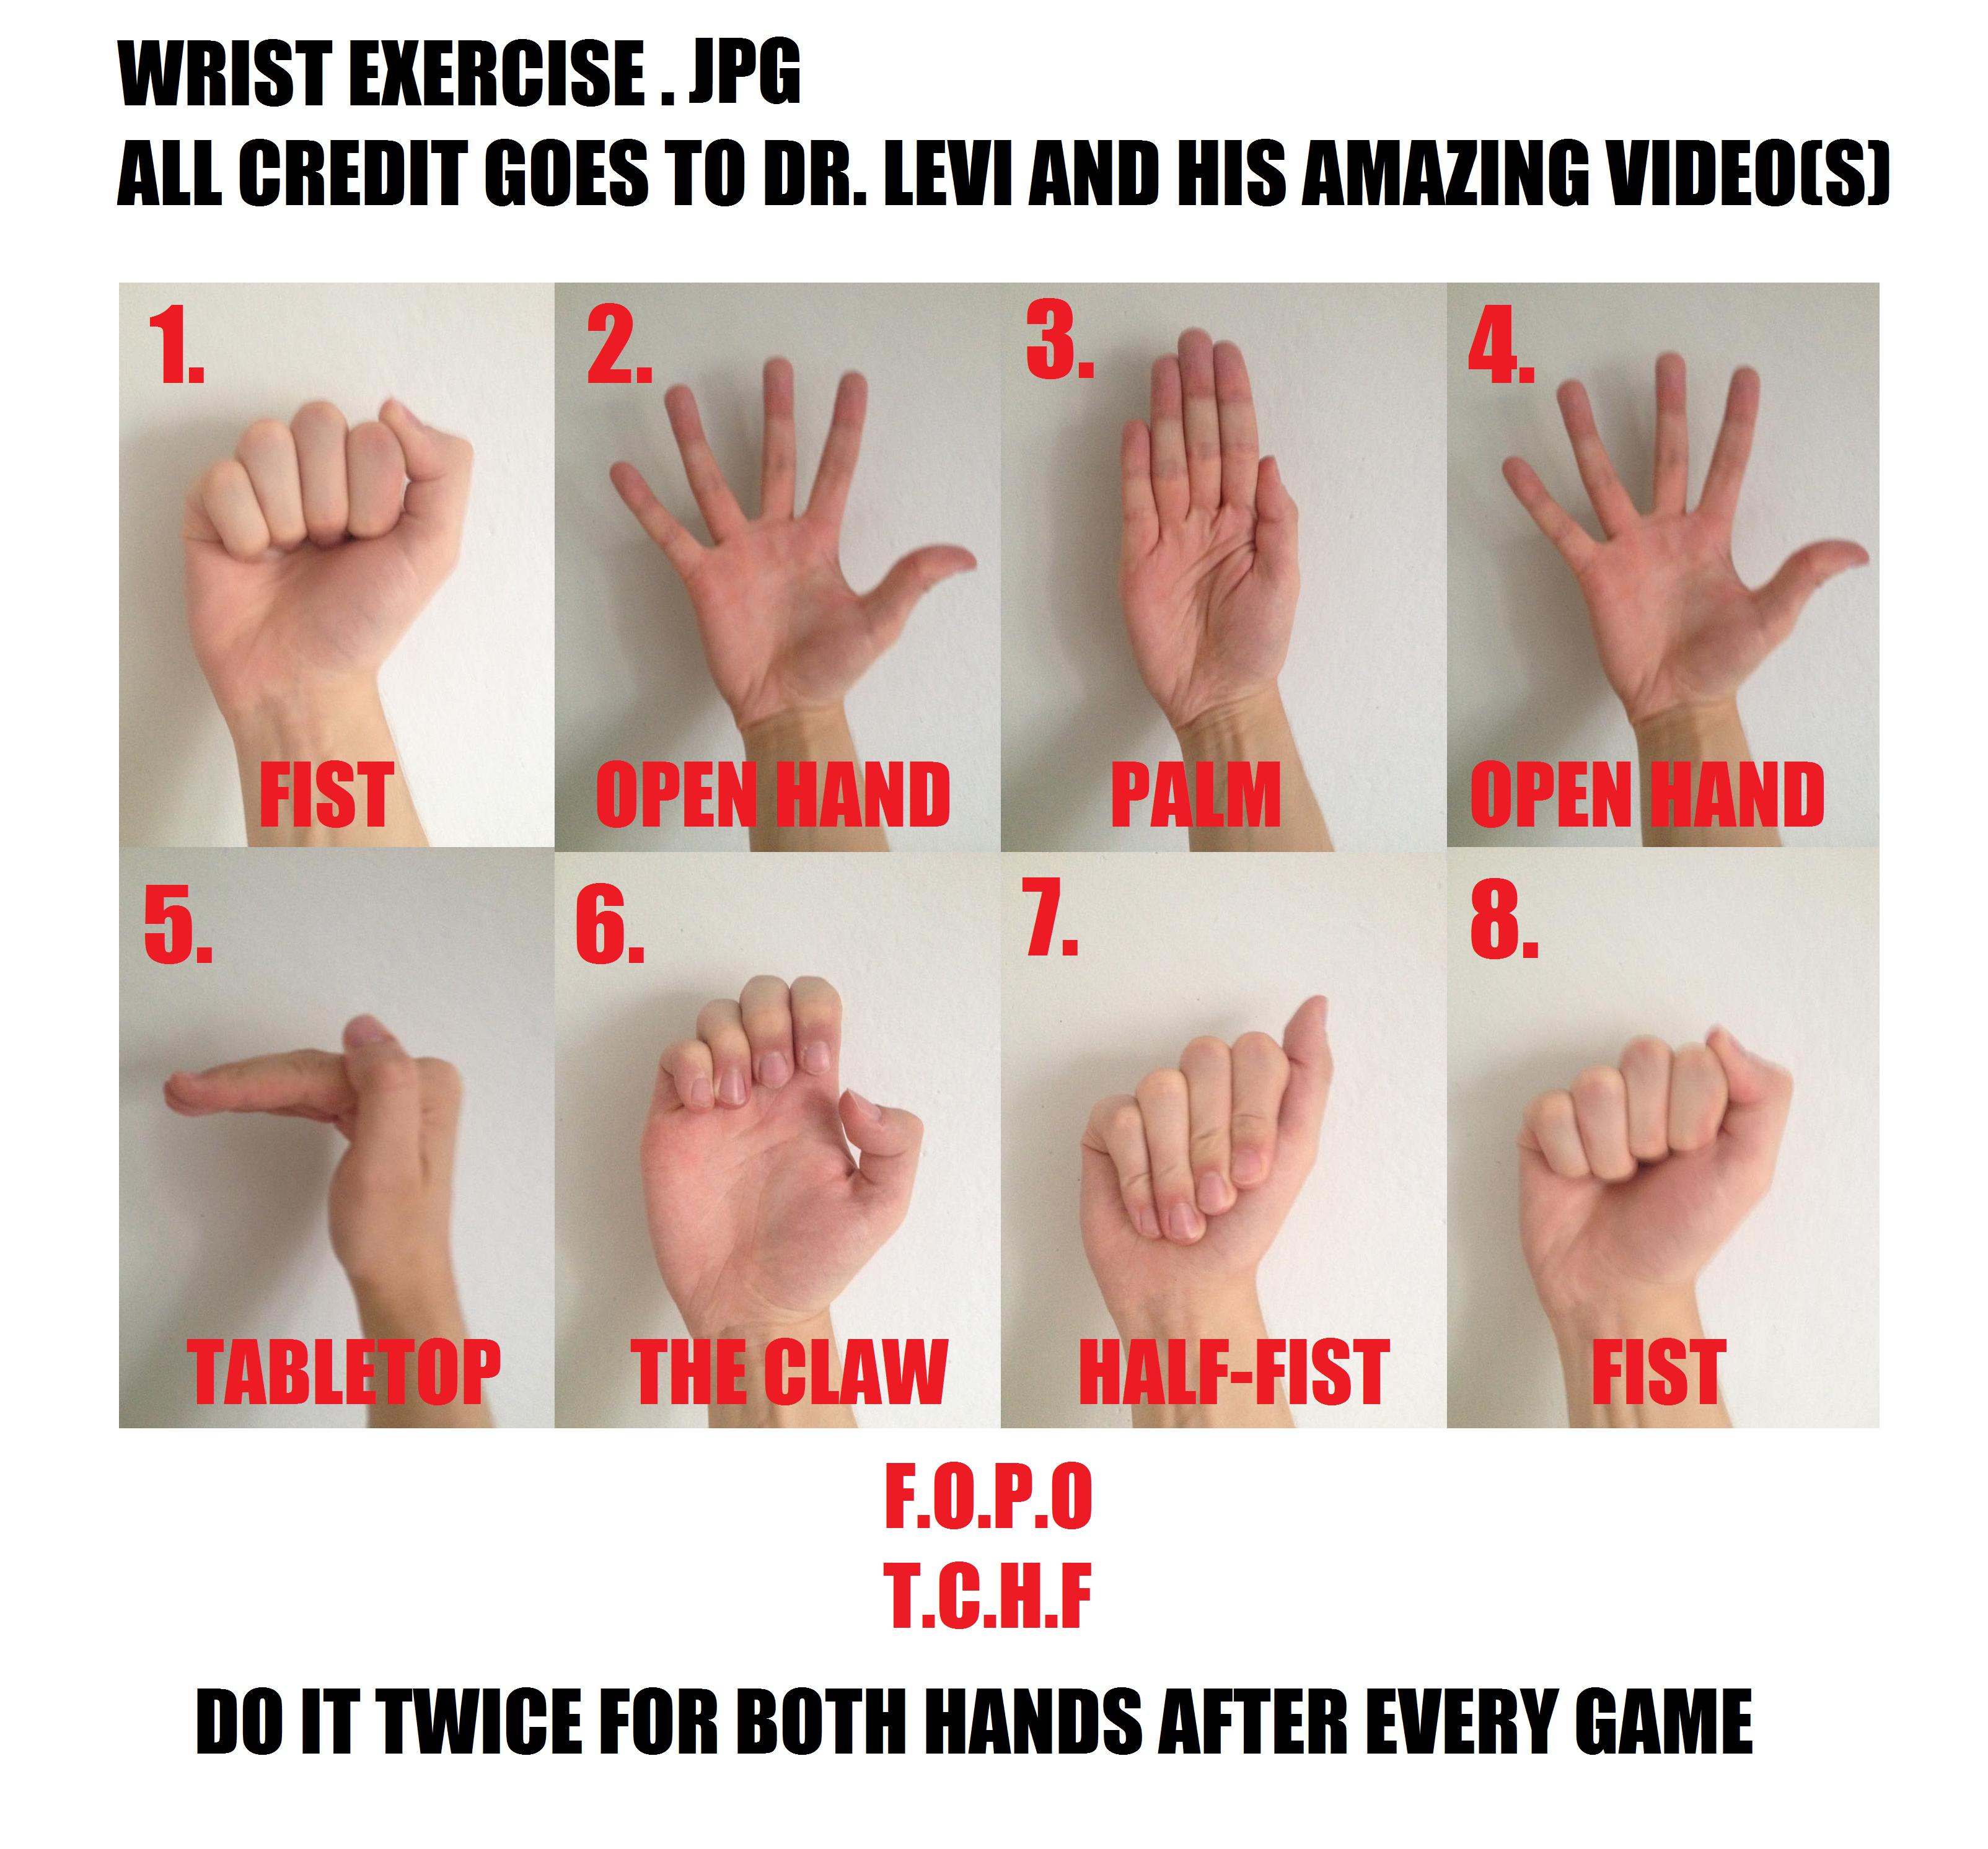 WRIST EXERCISE . JPG
ALL CREDIT GOES TO DR. LEVI AND HIS AMAZING VIDEO(S)
1.
FIST
2.
OPEN HAND
3.
PALM
4.
OPEN HAND
5.
TABLETOP
6.
THE CLAW
7.
HALF-FIST
8.
FIST
F.O.P.O
T.C.H.F
DO IT TWICE FOR BOTH HANDS AFTER EVERY GAME